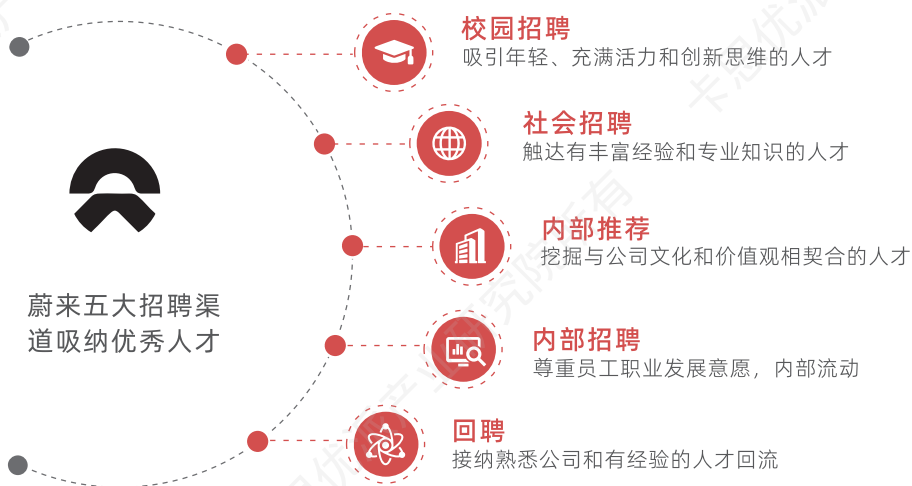 校园招聘
吸引年轻、充满活力和创新思维的人才
社会招聘
触达有丰富经验和专业知识的人才
内部推荐
挖掘与公司文化和价值观相契合的人才
蔚来五大招聘渠
道吸纳优秀人才
内部招聘
尊重员工职业发展意愿，内部流动
回聘
接纳熟悉公司和有经验的人才回流